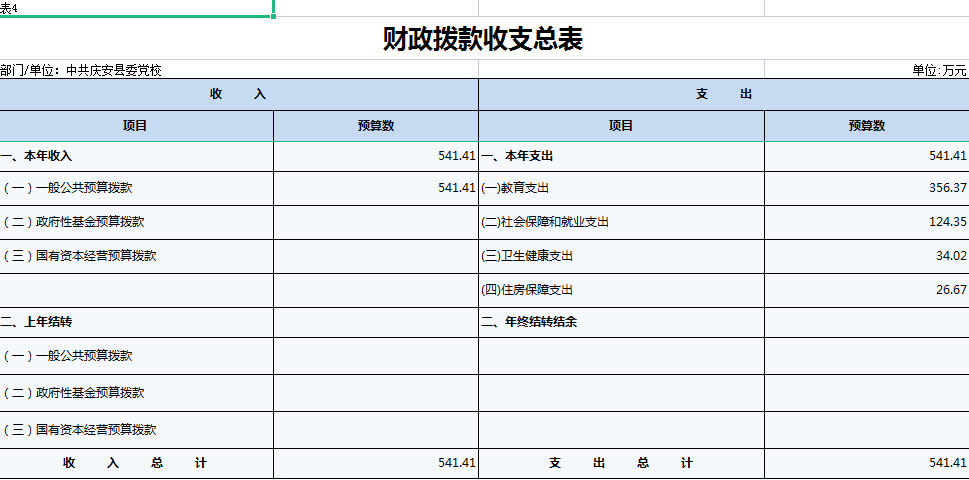 表4
财政拨款收支总表
部门/单位：中共庆安县委党校 单位:万元
收 入 支 出
项目 预算数 项目 预算数
一、本年收入 541.41 一、本年支出 541.41
（一）一般公共预算拨款 541.41 (一)教育支出 356.37
（二）政府性基金预算拨款 (二)社会保障和就业支出 124.35
（三）国有资本经营预算拨款 (三)卫生健康支出 34.02
(四)住房保障支出 26.67
二、上年结转 二、年终结转结余
（一）一般公共预算拨款
（二）政府性基金预算拨款
（三）国有资本经营预算拨款
收 入 总 计 541.41 支 出 总 计 541.41